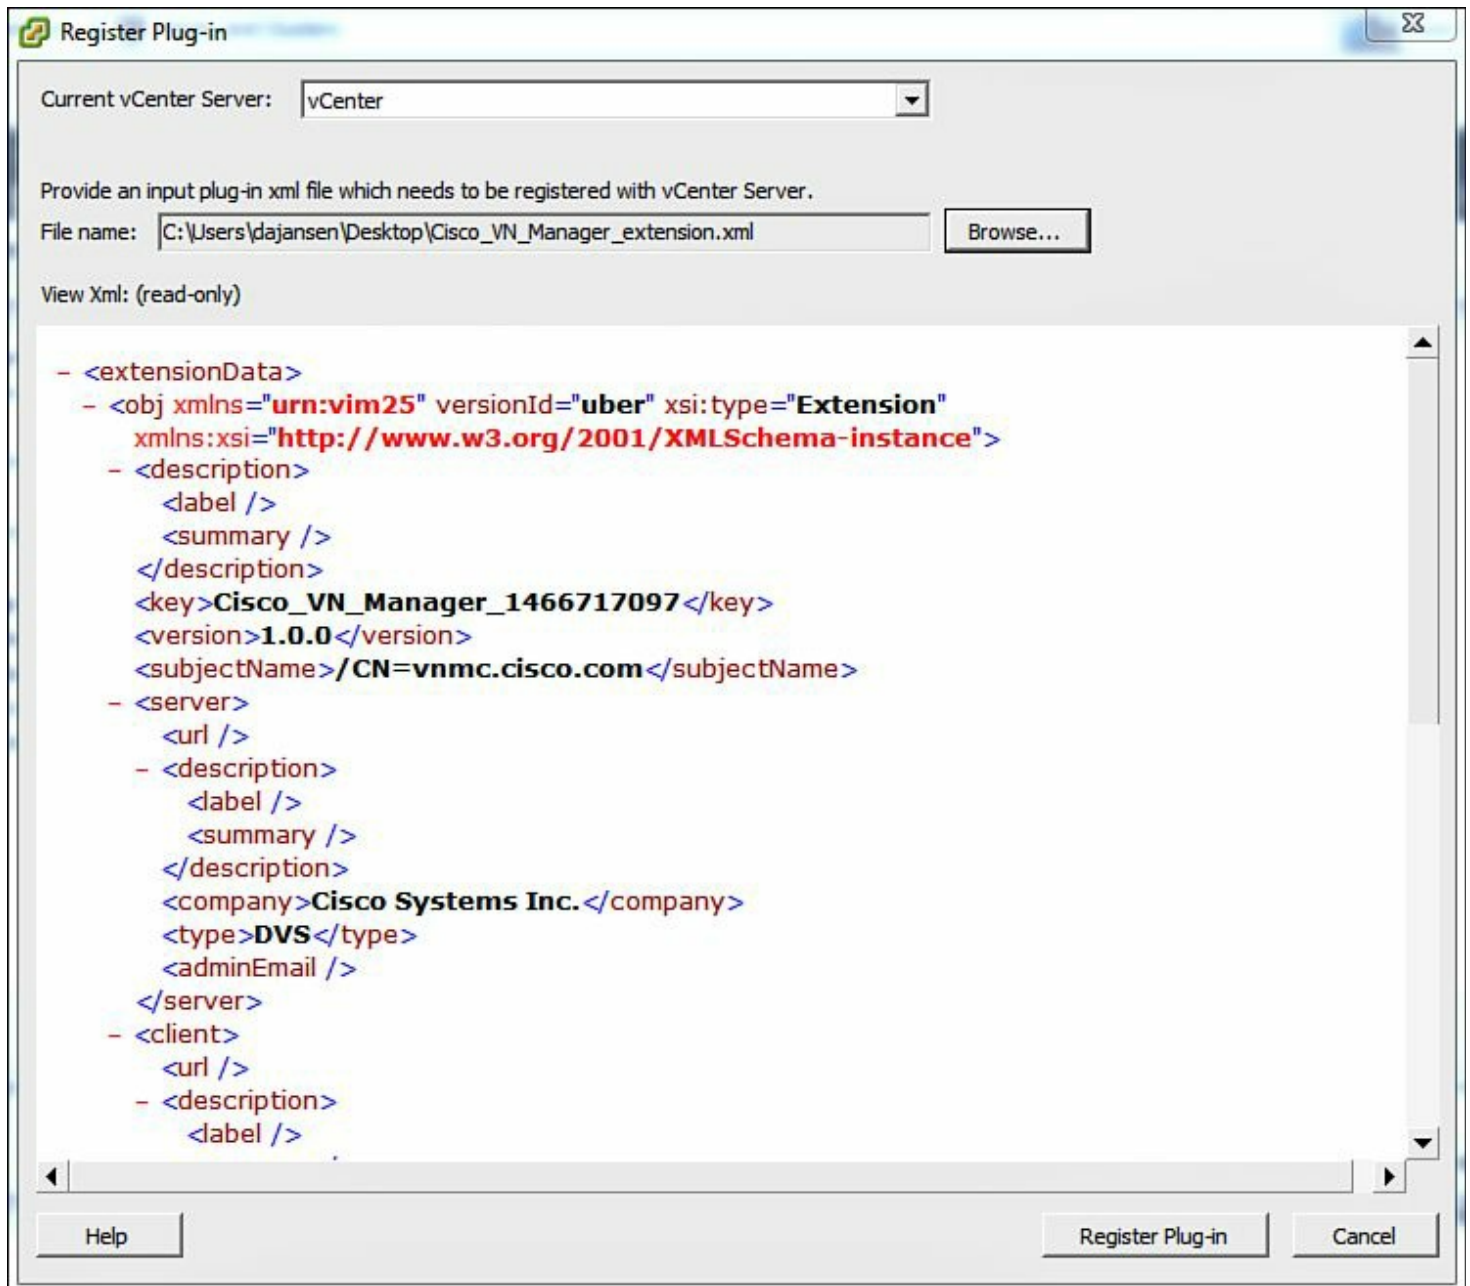 Register Plug-in
Current vCenter Server: vCenter
Provide an input plug-in xml file which needs to be registered with vCenter Server.
File name: C:\Users\dajansen\Desktop\Cisco_VN_Manager_extension.xml Browse...
View Xml: (read-only)
- <extensionData>
- <obj xmlns="urn:vim25" versionId="uber" xsi:type="Extension"
xmlns:xsi="http://www.w3.org/2001/XMLSchema-instance">
- <description>
<label />
<summary />
</description>
<key>Cisco_VN_Manager_1466717097</key>
<version>1.0.0</version>
<subjectName>/CN=vnmc.cisco.com</subjectName>
- <server>
<url />
- <description>
<label />
<summary />
</description>
<company>Cisco Systems Inc.</company>
<type>DVS</type>
<adminEmail />
</server>
- <client>
<url />
- <description>
<label />
Help Register Plug-in Cancel